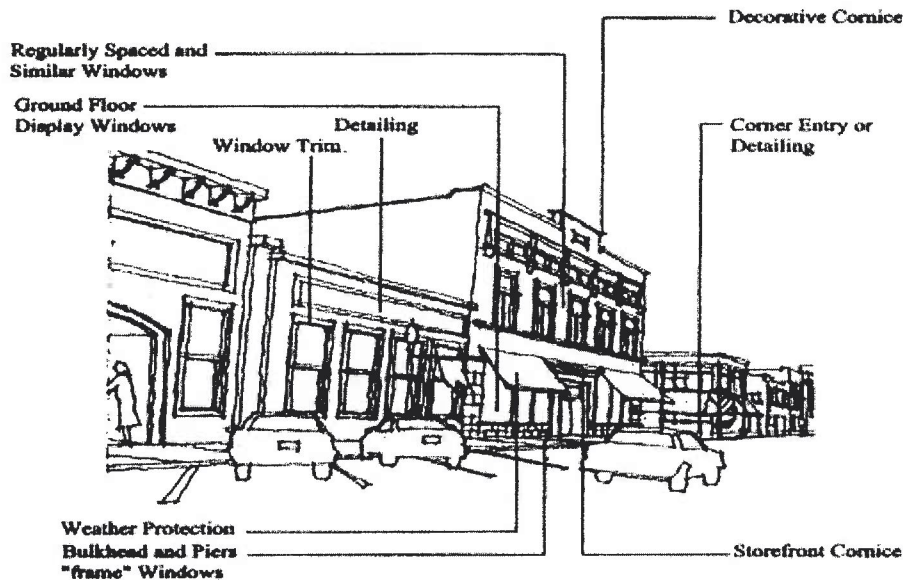 Decorative Cornice
Regularly Spaced and
Similar Windows
Ground Floor
Display Windows
Detailing
Window Trim.
Corner Entry or
Detailing
Weather Protection
Bulkhead and Piers
"frame" Windows
Storefront Cornice